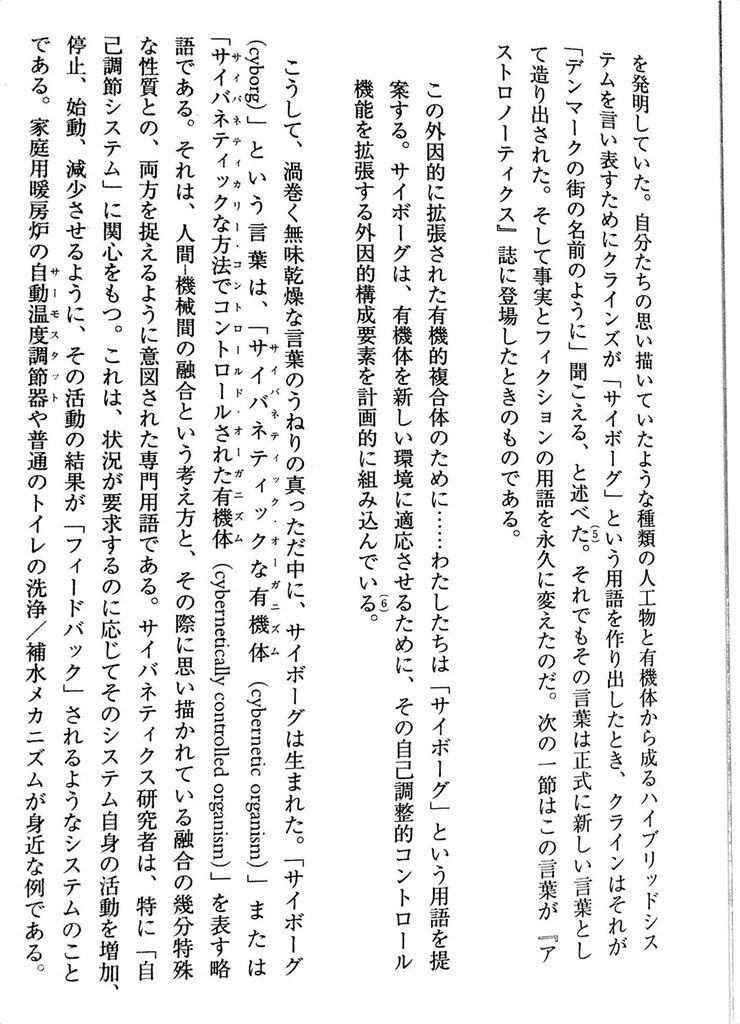 を発明していた。自分たちの思い描いていたような種類の人工物と有機体から成るハイブリッドシス
テムを言い表すためにクラインズが「サイボーグ」という用語を作り出したとき、クラインはそれが
「デンマークの街の名前のように」聞こえる、と述べた。(5)それでもその言葉は正式に新しい言葉とし
て造り出された。そして事実とフィクションの用語を永久に変えたのだ。次の一節はこの言葉が『ア
ストロノーティクス』誌に登場したときのものである。
この外因的に拡張された有機的複合体のために……わたしたちは「サイボーグ」という用語を提
案する。サイボーグは、有機体を新しい環境に適応させるために、その自己調整的コントロール
機能を拡張する外因的構成要素を計画的に組み込んでいる。(6)
こうして、渦巻く無味乾燥な言葉のうねりの真っただ中に、サイボーグは生まれた。「サイボーグ
サイバネティック・オーガニズム
(cyborg)」という言葉は、「サイバネティックな有機体 (cybernetic organism)」または
サイバネティカリー・コントロールド・オーガニズム
「サイバネティックな方法でコントロールされた有機体 (cybernetically controlled organism)」を表す略
語である。それは、人間–機械間の融合という考え方と、その際に思い描かれている融合の幾分特殊
な性質との、両方を捉えるように意図された専門用語である。サイバネティクス研究者は、特に「自
己調節システム」に関心をもつ。これは、状況が要求するのに応じてそのシステム自身の活動を増加、
停止、始動、減少させるように、その活動の結果が「フィードバック」されるようなシステムのこと
サーモスタット
である。家庭用暖房炉の自動温度調節器や普通のトイレの洗浄／補水メカニズムが身近な例である。